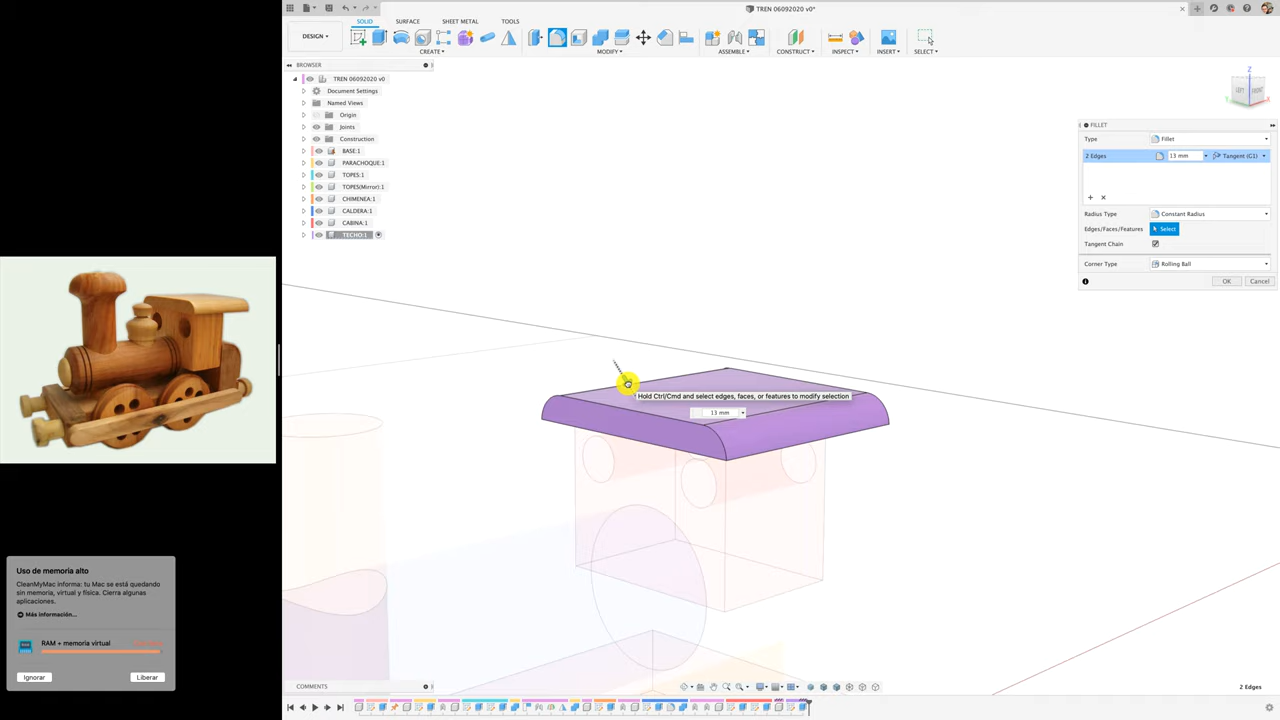 TREN 06092020 v0*
SOLID
SURFACE
SHEET METAL
TOOLS
DESIGN
CREATE
MODIFY
ASSEMBLE
CONSTRUCT
INSPECT
INSERT
SELECT
BROWSER
TREN 06092020 v0
Document Settings
Named Views
Origin
Joints
Construction
BASE:1
PARACHOQUE:1
TOPES:1
TOPES(Mirror):1
CHIMENEA:1
CALDERA:1
CABINA:1
TECHO:1
Z
LEFT
FRONT
FILLET
Type
Fillet
2 Edges
13 mm
Tangent (G1)
Radius Type
Constant Radius
Edges/Faces/Features
Select
Tangent Chain
Corner Type
Rolling Ball
OK
Cancel
Hold Ctrl/Cmd and select edges, faces, or features to modify selection
13 mm
Uso de memoria alto
CleanMyMac informa: tu Mac se está quedando
sin memoria, virtual y física. Cierra algunas
aplicaciones.
Más información...
RAM + memoria virtual
Ignorar
Liberar
COMMENTS
2 Edges